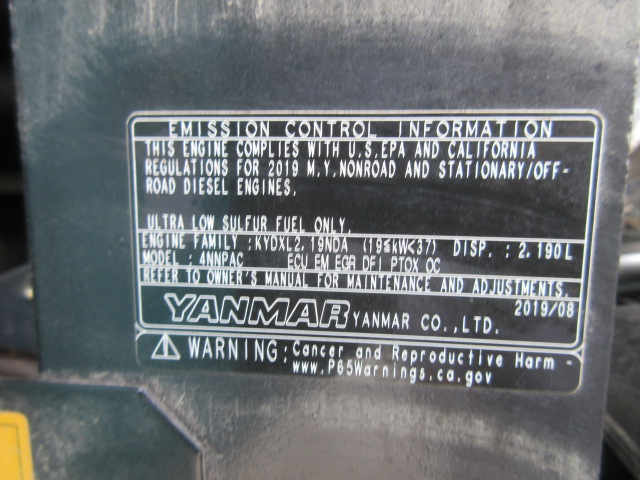 EMISSION CONTROL INFORMATION
THIS ENGINE COMPLIES WITH U.S.EPA AND CALIFORNIA
REGULATIONS FOR 2019 M.Y.NONROAD AND STATIONARY/OFF-
ROAD DIESEL ENGINES.
ULTRA LOW SULFUR FUEL ONLY.
ENGINE FAMILY :KYDXL2.19NDA (19≦kW<37) DISP.:2.190L
MODEL: 4NNPAC ECU EM EGR DFI PTOX OC
REFER TO OWNER'S MANUAL FOR MAINTENANCE AND ADJUSTMENTS.
2019/08
YANMAR YANMAR CO.,LTD.
WARNING:Cancer and Reproductive Harm -
www.P65Warnings.ca.gov